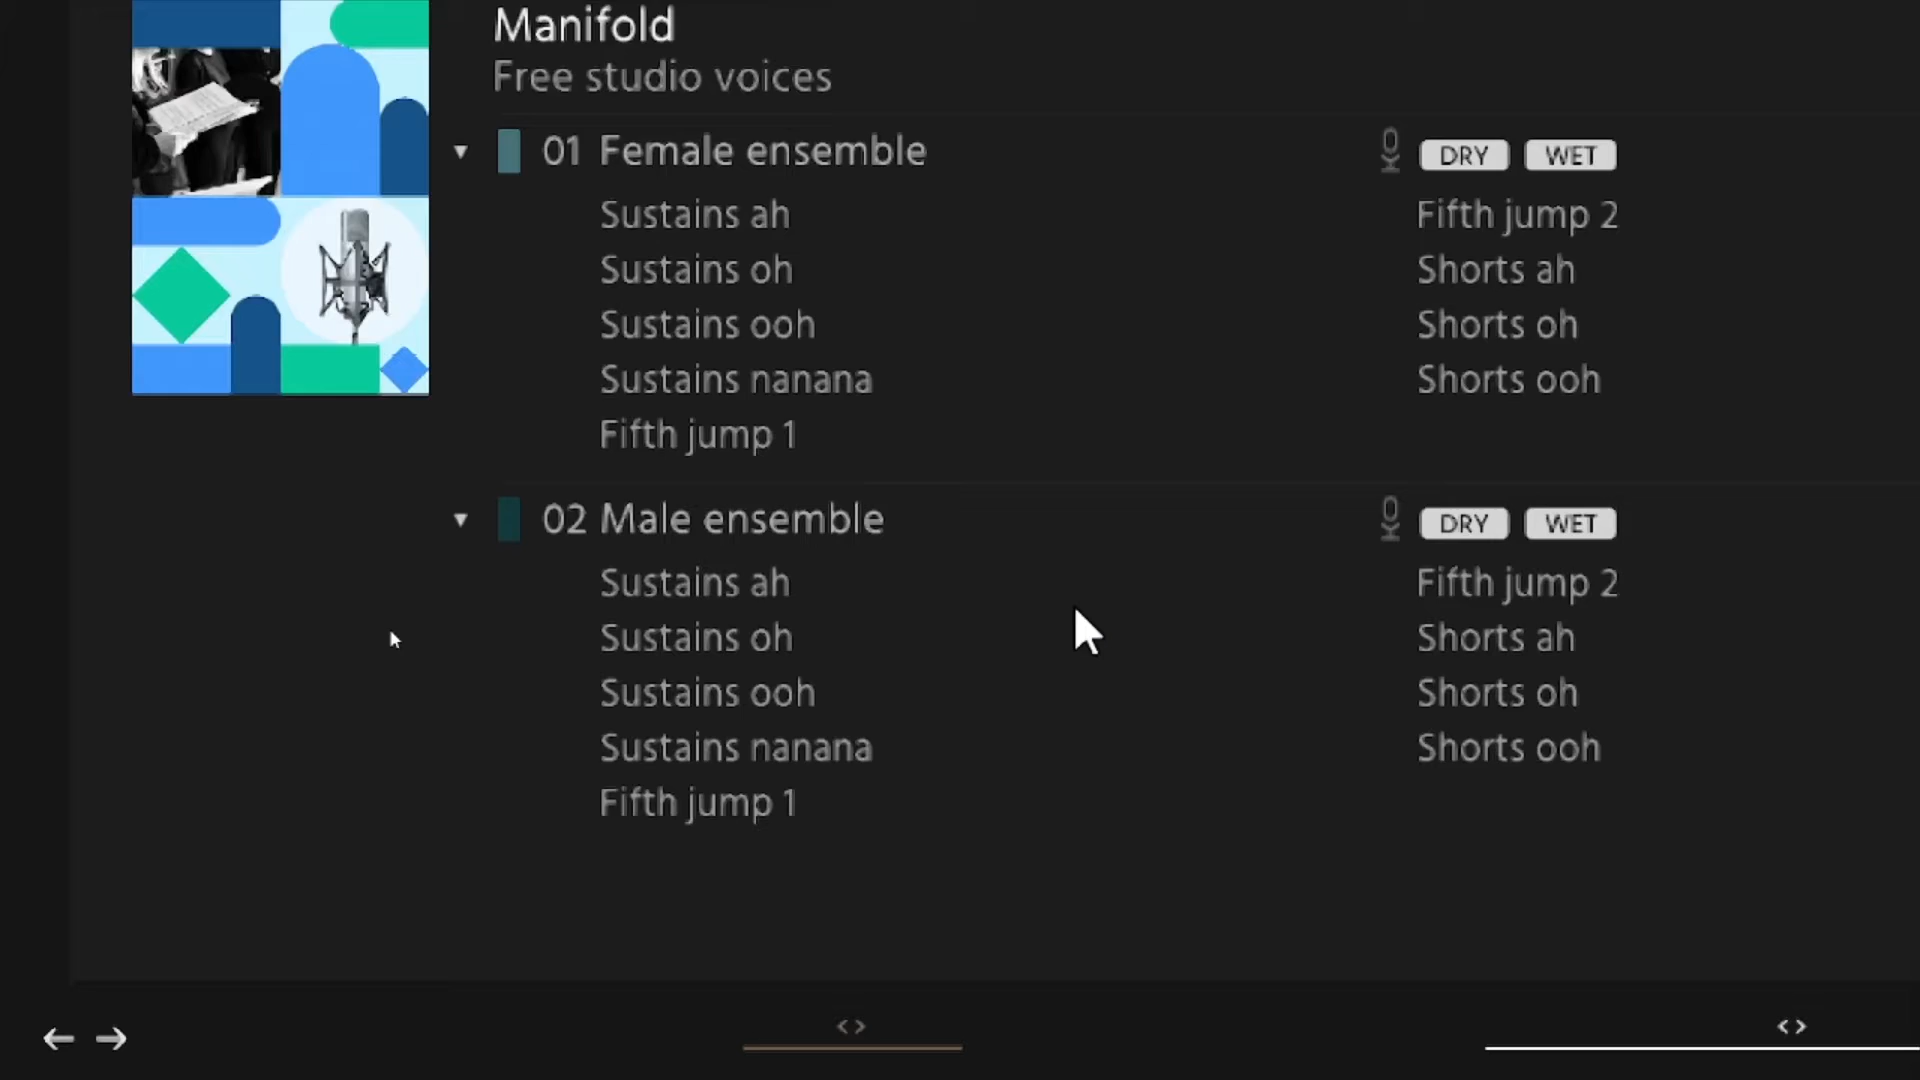 Manifold
Free studio voices
01 Female ensemble DRY WET
Sustains ah Fifth jump 2
Sustains oh Shorts ah
Sustains ooh Shorts oh
Sustains nanana Shorts ooh
Fifth jump 1
02 Male ensemble DRY WET
Sustains ah Fifth jump 2
Sustains oh Shorts ah
Sustains ooh Shorts oh
Sustains nanana Shorts ooh
Fifth jump 1